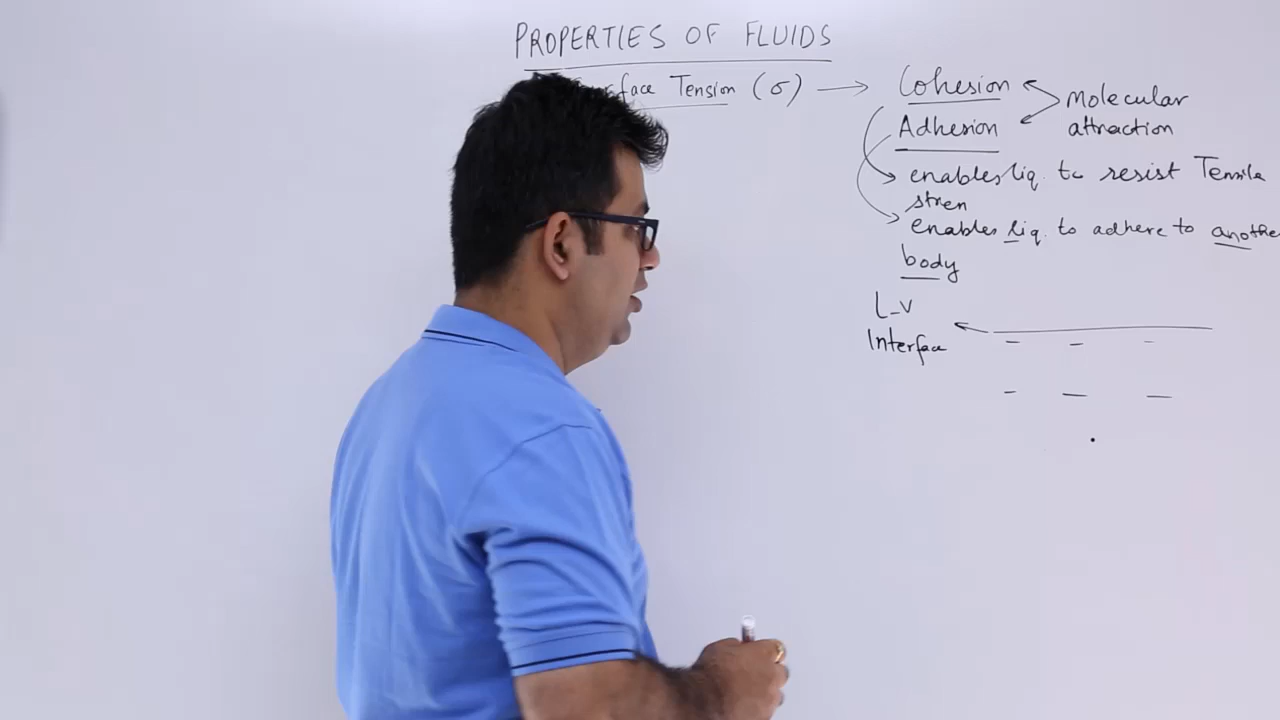 PROPERTIES OF FLUIDS
Tension (σ) → Cohesion
Adhesion
Molecular
attraction
enables liq. to resist Tensile
stren
enables liq. to adhere to another
body
L-V
Interface